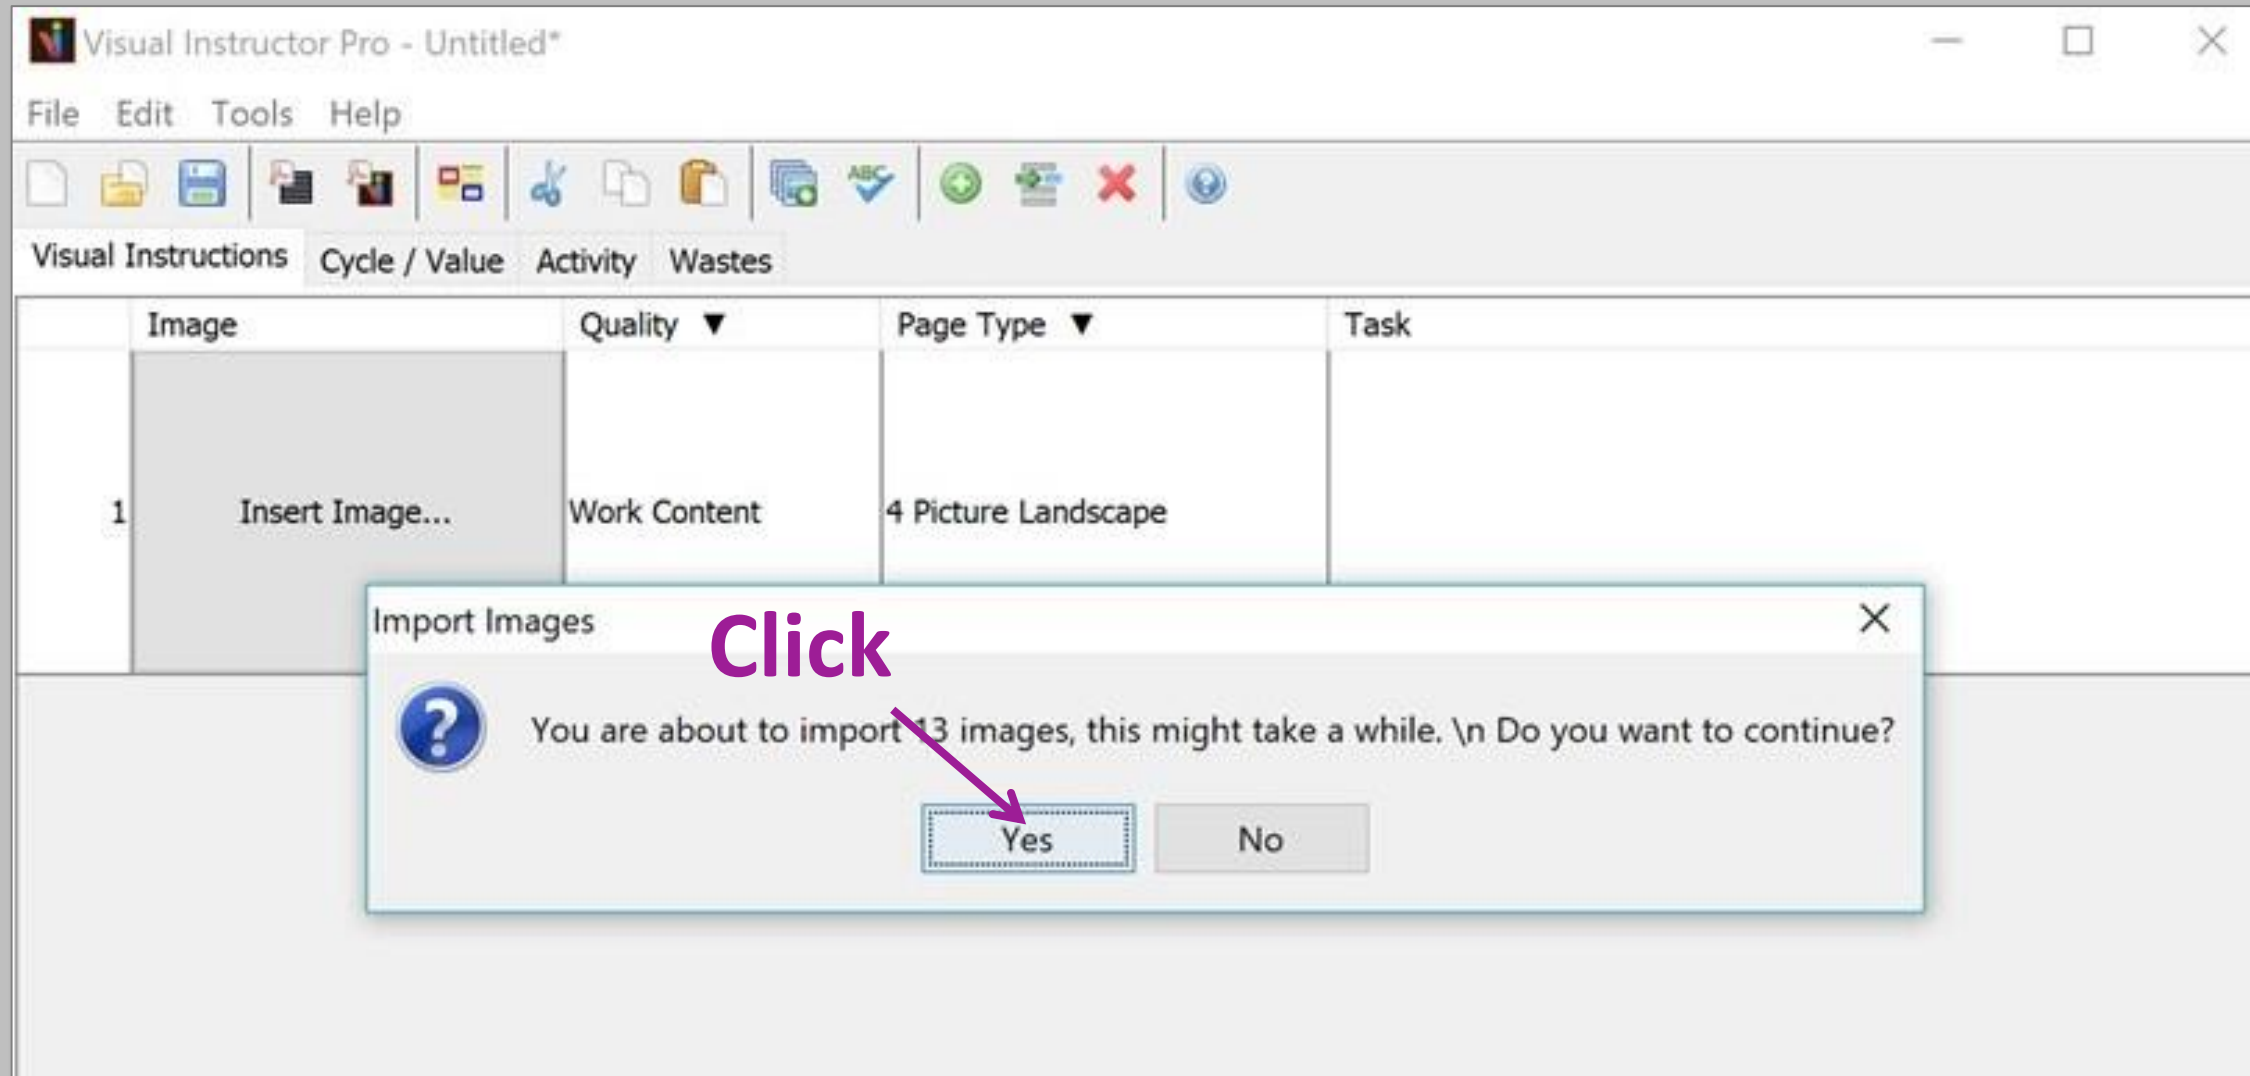 Visual Instructor Pro - Untitled*
File Edit Tools Help
ABC
Visual Instructions Cycle / Value Activity Wastes
Image Quality ▼ Page Type ▼ Task
1 Insert Image... Work Content 4 Picture Landscape
Import Images
Click
You are about to import 13 images, this might take a while. \n Do you want to continue?
Yes No